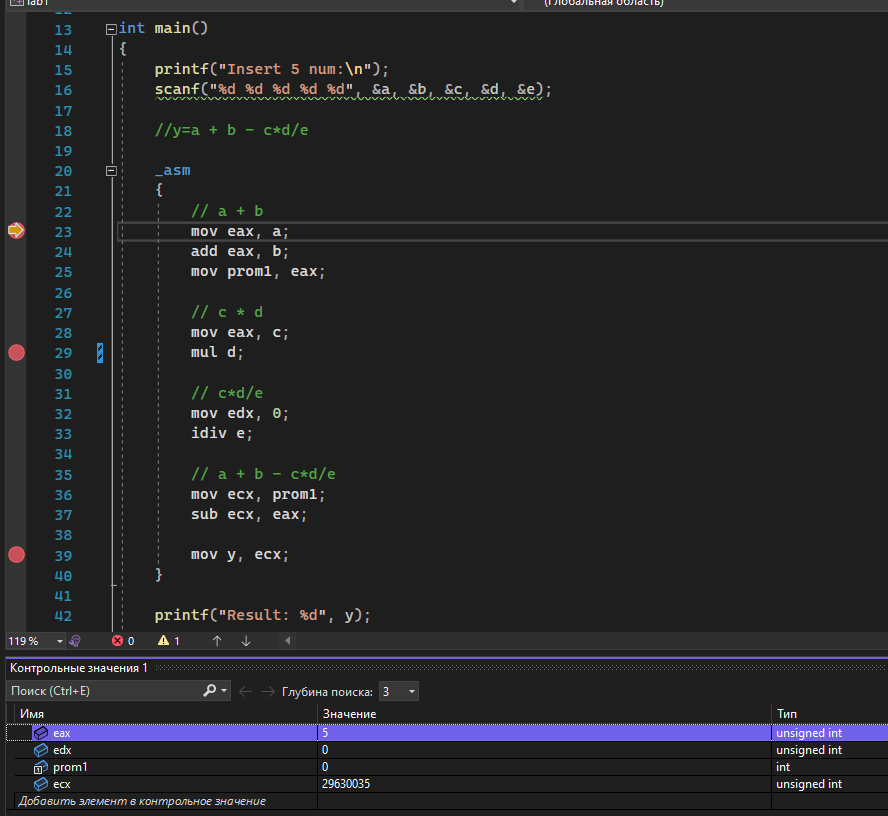 lab1 (Глобальная область)
13 int main()
14 {
15 printf("Insert 5 num:\n");
16 scanf("%d %d %d %d %d", &a, &b, &c, &d, &e);
17
18 //y=a + b - c*d/e
19
20 _asm
21 {
22 // a + b
23 mov eax, a;
24 add eax, b;
25 mov prom1, eax;
26
27 // c * d
28 mov eax, c;
29 mul d;
30
31 // c*d/e
32 mov edx, 0;
33 idiv e;
34
35 // a + b - c*d/e
36 mov ecx, prom1;
37 sub ecx, eax;
38
39 mov y, ecx;
40 }
41
42 printf("Result: %d", y);
119 % 0 1
Контрольные значения 1
Поиск (Ctrl+E) Глубина поиска: 3
Имя Значение Тип
eax 5 unsigned int
edx 0 unsigned int
prom1 0 int
ecx 29630035 unsigned int
Добавить элемент в контрольное значение